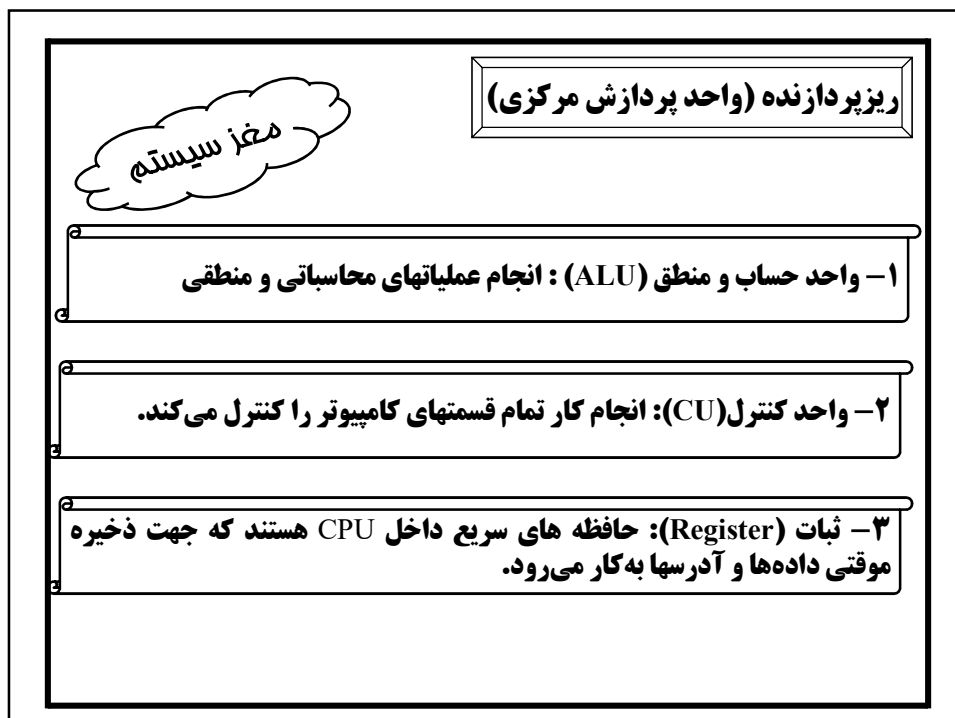 ریزپردازنده (واحد پردازش مرکزی)
مغز سیستم
۱- واحد حساب و منطق (ALU) : انجام عملیاتهای محاسباتی و منطقی
۲- واحد کنترل(CU): انجام کار تمام قسمتهای کامپیوتر را کنترل می‌کند.
۳- ثبات (Register): حافظه های سریع داخل CPU هستند که جهت ذخیره
موقتی داده‌ها و آدرسها به‌کار می‌رود.